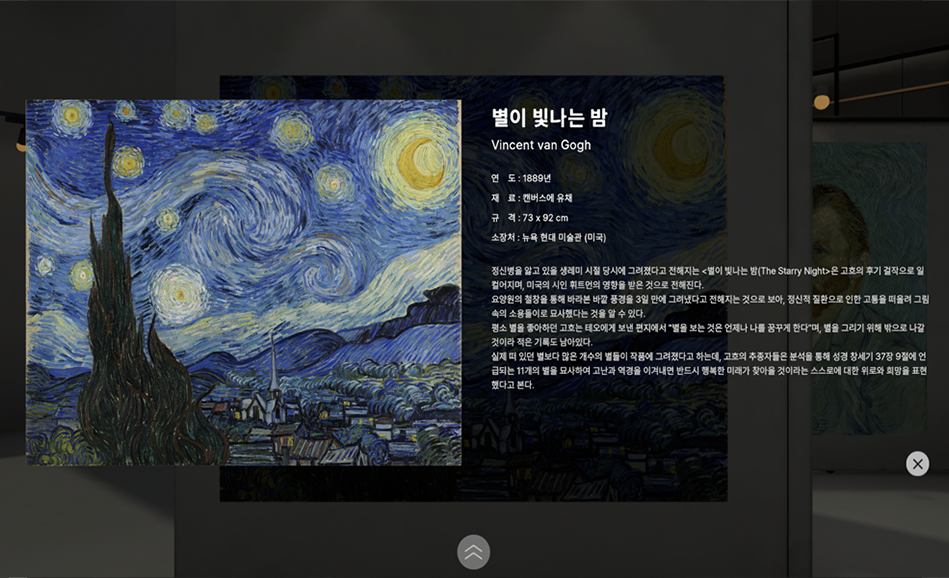 별이 빛나는 밤
Vincent van Gogh
연 도 : 1889년
재 료 : 캔버스에 유채
규 격 : 73 x 92 cm
소장처 : 뉴욕 현대 미술관 (미국)
정신병을 앓고 있을 생레미 시절 당시에 그려졌다고 전해지는 <별이 빛나는 밤(The Starry Night>은 고호의 후기 걸작으로 일
컬어지며, 미국의 시인 휘트먼의 영향을 받은 것으로 전해진다.
요양원의 철창을 통해 바라본 바깥 풍경을 3일 만에 그려냈다고 전해지는 것으로 보아, 정신적 질환으로 인한 고통을 떠올려 그림
속의 소용돌이로 묘사했다는 것을 알 수 있다.
평소 별을 좋아하던 고호는 테오에게 보낸 편지에서 "별을 보는 것은 언제나 나를 꿈꾸게 한다"며, 별을 그리기 위해 밖으로 나갈
것이라 적은 기록도 남아있다.
실제 떠 있던 별보다 많은 개수의 별들이 작품에 그려졌다고 하는데, 고호의 추종자들은 분석을 통해 성경 창세기 37장 9절에 언
급되는 11개의 별을 묘사하여 고난과 역경을 이겨내면 반드시 행복한 미래가 찾아올 것이라는 스스로에 대한 위로와 희망을 표현
했다고 본다.